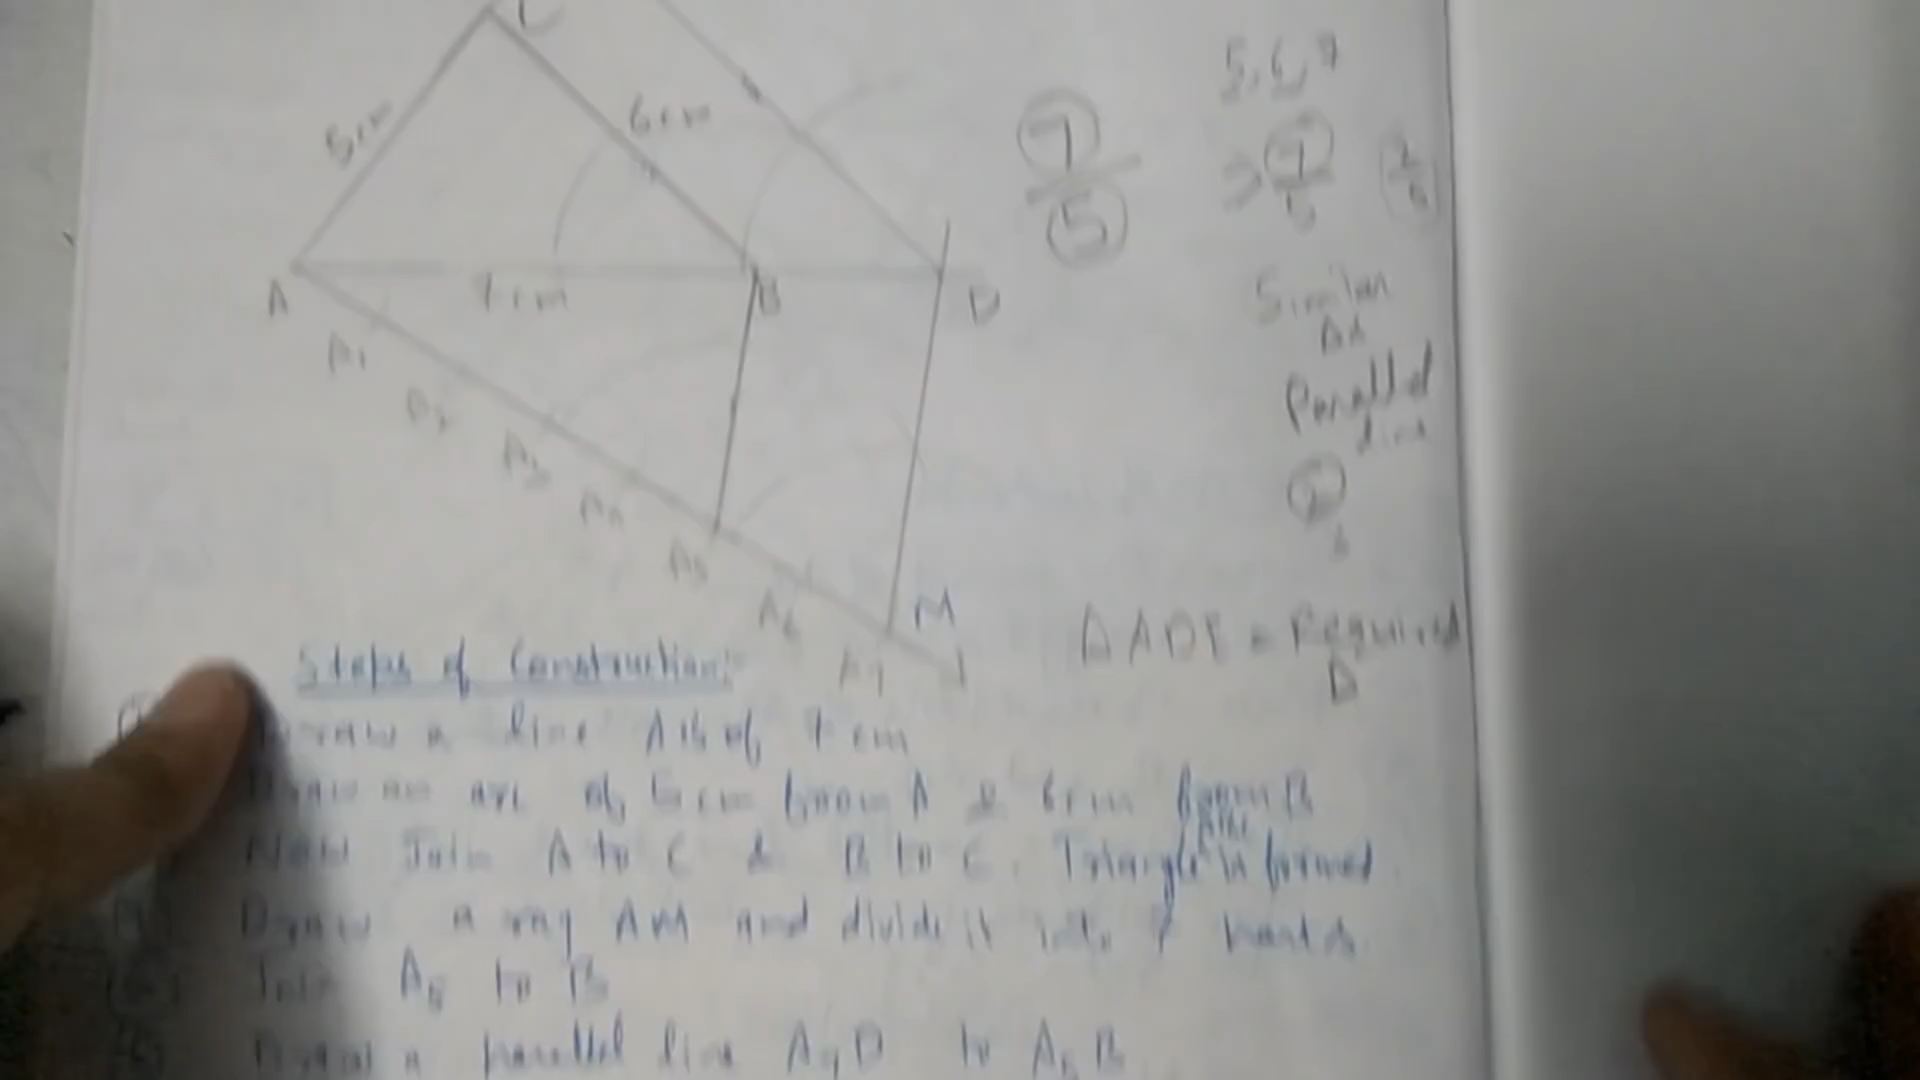 C
5cm
6cm
A
7cm
B
D
A1
A2
A3
A4
A5
A6
A7
M
7
5
5, 6, 7
7
5
Similar
Δs
Parallel
line
ΔADE = Required
Δ
Steps of Construction:-
Draw a line AB of 7 cm
Draw an arc of 5cm from A & 6cm from B
Now Join A to C & B to C. Triangle ABC is formed
Draw a ray AM and divide it into 7 parts.
Join A5 to B
Draw a parallel line A7D to A5B.